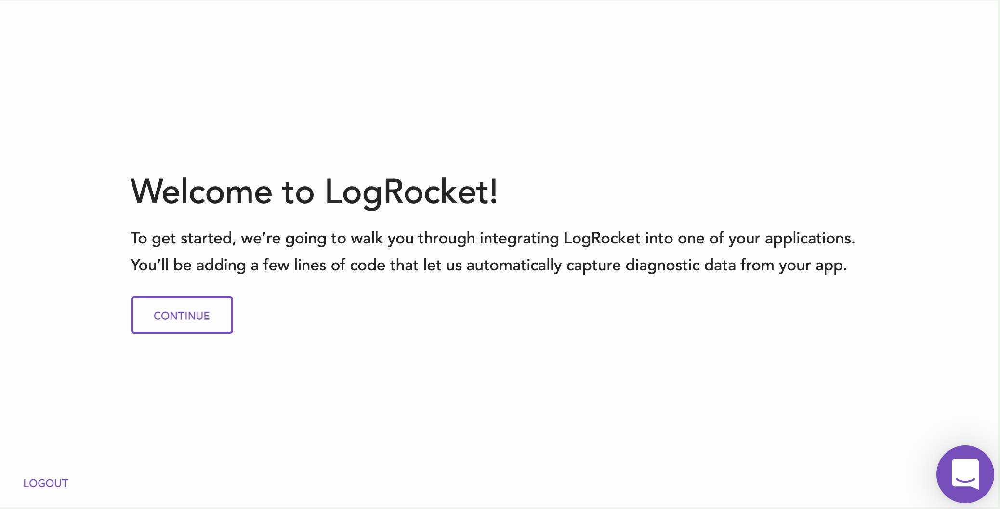 Welcome to LogRocket!
To get started, we’re going to walk you through integrating LogRocket into one of your applications.
You’ll be adding a few lines of code that let us automatically capture diagnostic data from your app.
CONTINUE
LOGOUT